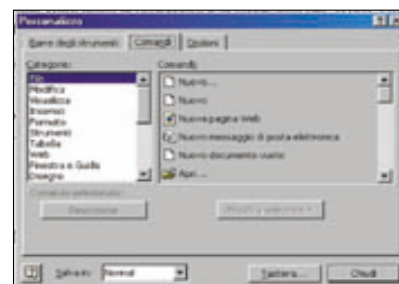 Personalizza
Barre degli strumenti Comandi Opzioni
Categorie: Comandi:
File
Modifica
Visualizza
Inserisci
Formato
Strumenti
Tabella
Web
Finestra e Guida
Disegno
Nuovo...
Nuovo
Nuova pagina Web
Nuovo messaggio di posta elettronica
Nuovo documento vuoto
Apri...
Comando selezionato:
Descrizione Modifica selezione
Salva in: Normal Tastiera... Chiudi